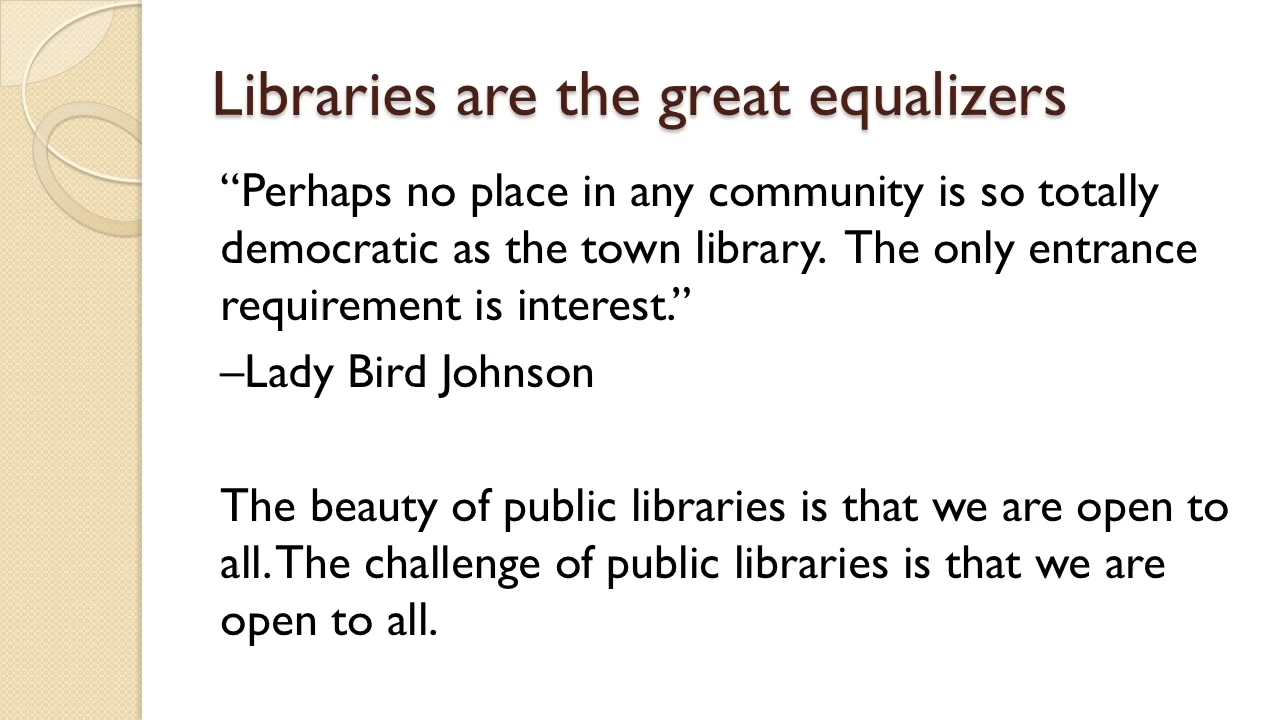 Libraries are the great equalizers
“Perhaps no place in any community is so totally
democratic as the town library.  The only entrance
requirement is interest.”
–Lady Bird Johnson
The beauty of public libraries is that we are open to
all. The challenge of public libraries is that we are
open to all.